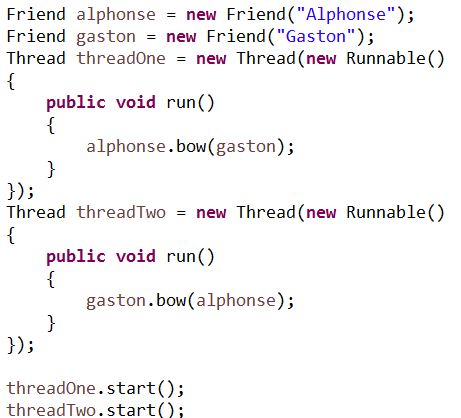 Friend alphonse = new Friend("Alphonse");
Friend gaston = new Friend("Gaston");
Thread threadOne = new Thread(new Runnable()
{
    public void run()
    {
        alphonse.bow(gaston);
    }
});
Thread threadTwo = new Thread(new Runnable()
{
    public void run()
    {
        gaston.bow(alphonse);
    }
});

threadOne.start();
threadTwo.start();